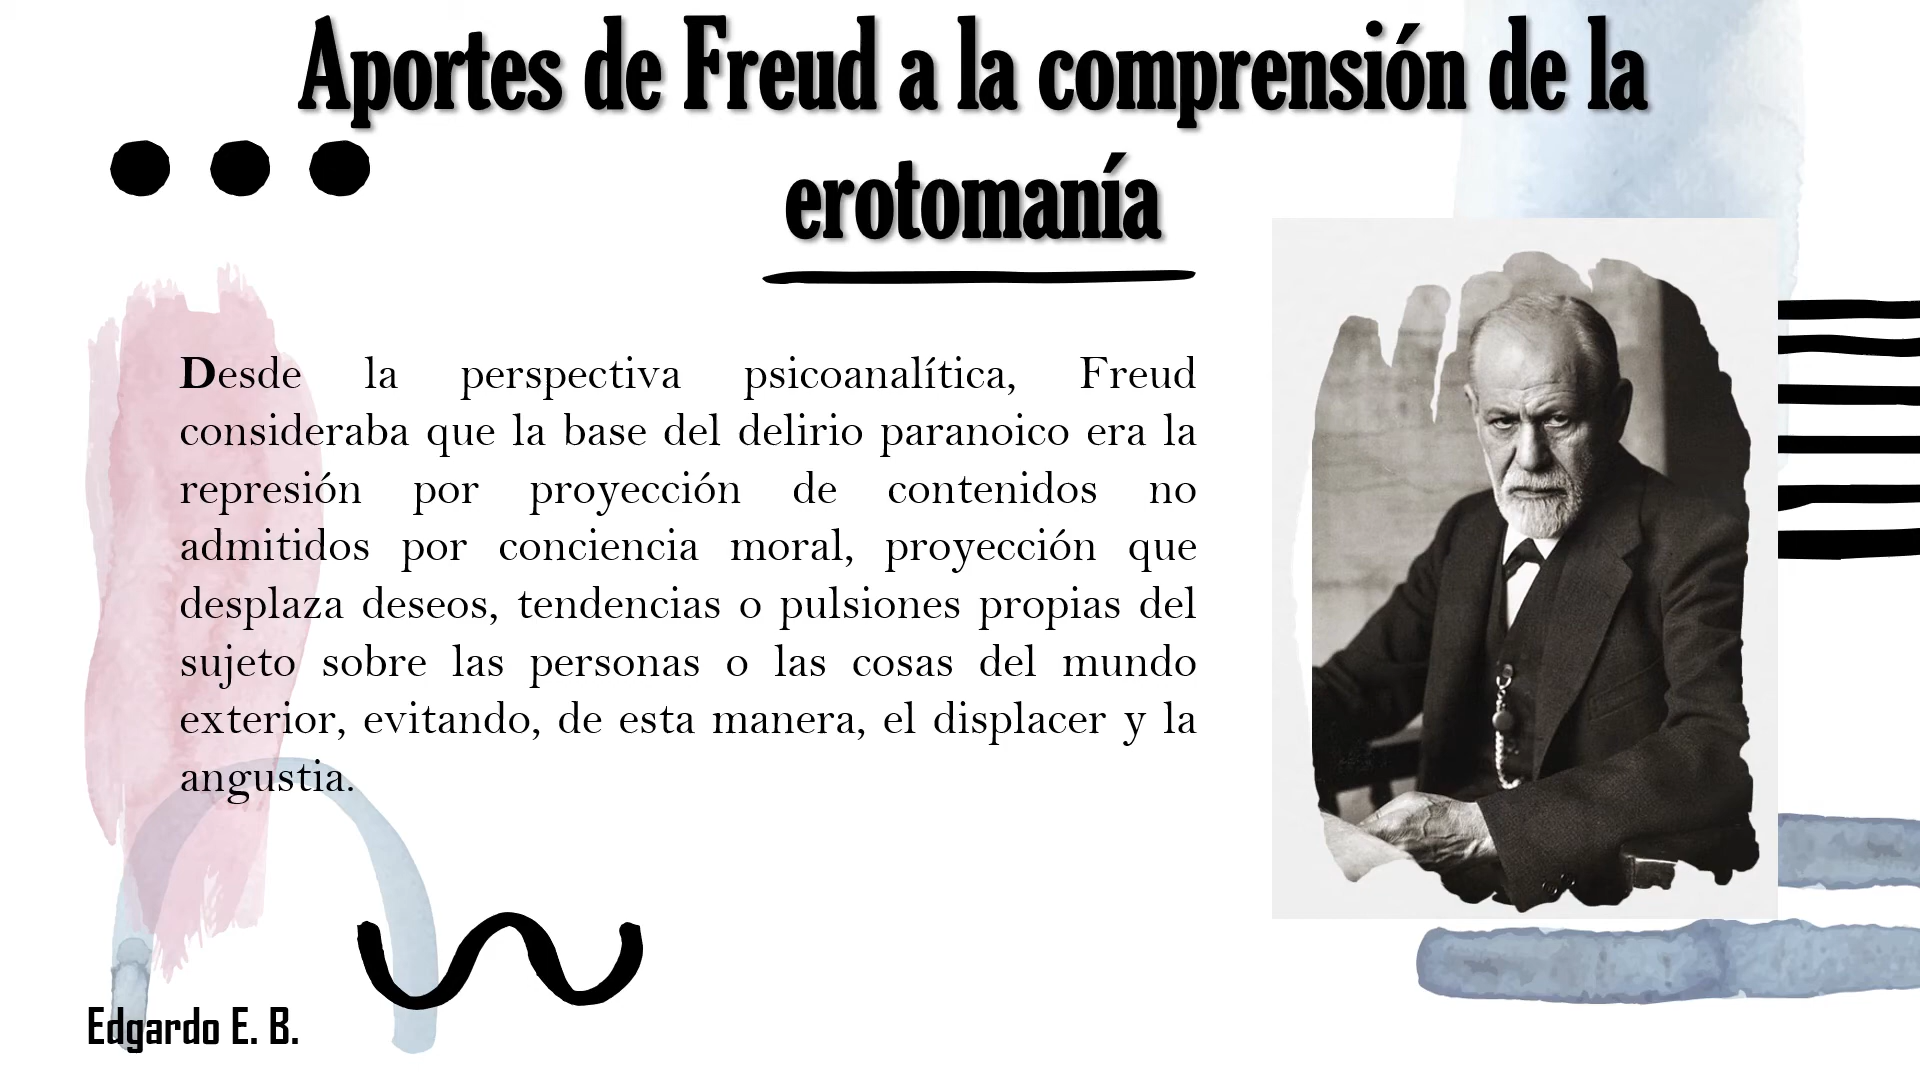 Aportes de Freud a la comprensión de la
erotomanía
Desde la perspectiva psicoanalítica, Freud
consideraba que la base del delirio paranoico era la
represión por proyección de contenidos no
admitidos por conciencia moral, proyección que
desplaza deseos, tendencias o pulsiones propias del
sujeto sobre las personas o las cosas del mundo
exterior, evitando, de esta manera, el displacer y la
angustia.
Edgardo E. B.